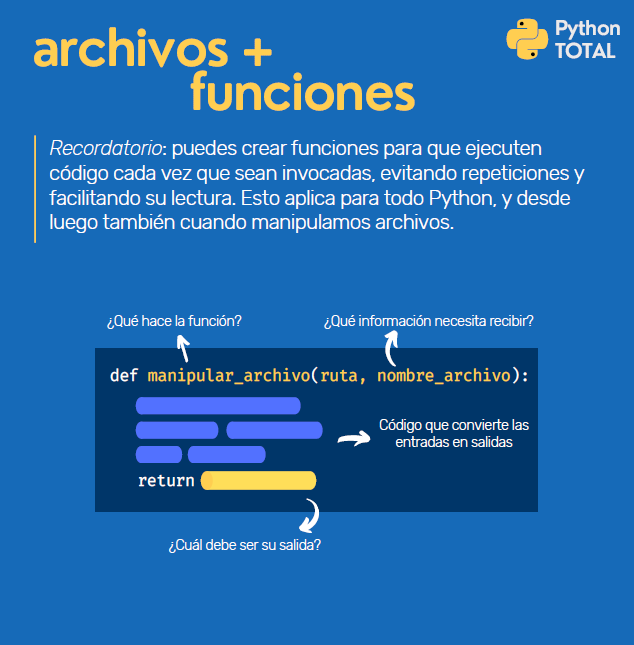 archivos +
funciones
Python
TOTAL
Recordatorio: puedes crear funciones para que ejecuten
código cada vez que sean invocadas, evitando repeticiones y
facilitando su lectura. Esto aplica para todo Python, y desde
luego también cuando manipulamos archivos.
¿Qué hace la función?
¿Qué información necesita recibir?
def manipular_archivo(ruta, nombre_archivo):
Código que convierte las
entradas en salidas
return
¿Cuál debe ser su salida?